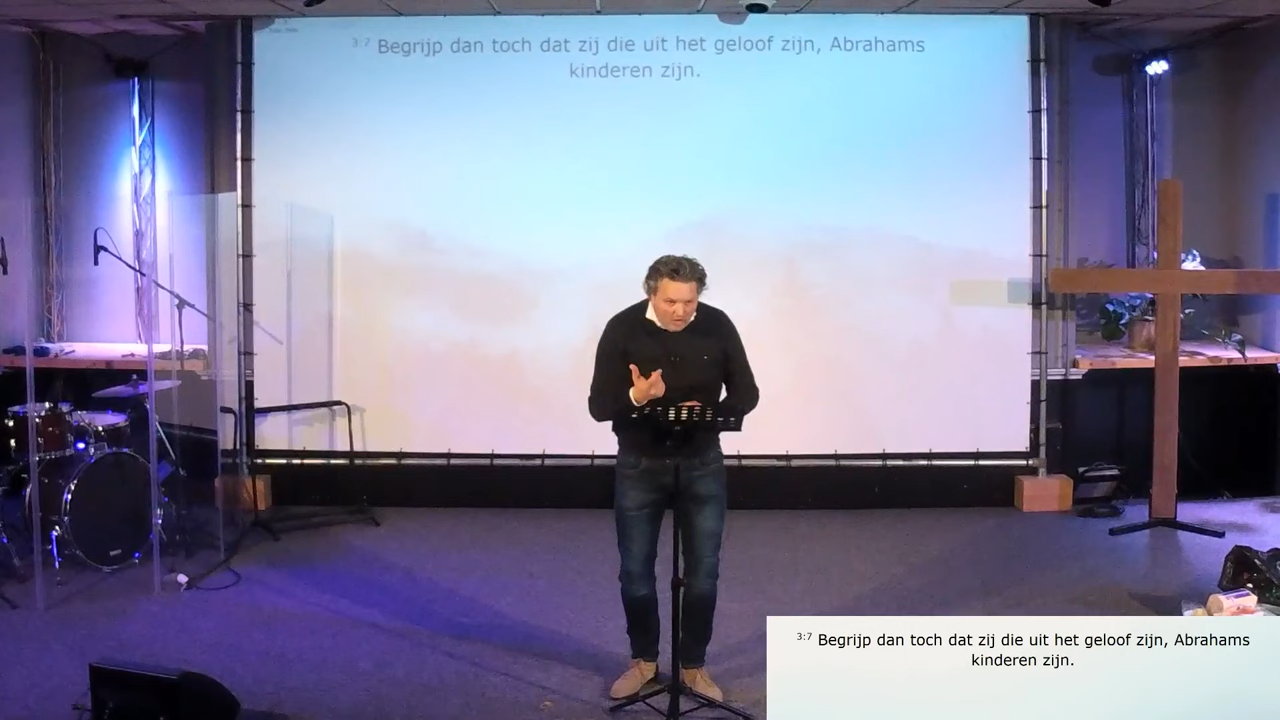 3:7 Begrijp dan toch dat zij die uit het geloof zijn, Abrahams
kinderen zijn.
3:7 Begrijp dan toch dat zij die uit het geloof zijn, Abrahams
kinderen zijn.